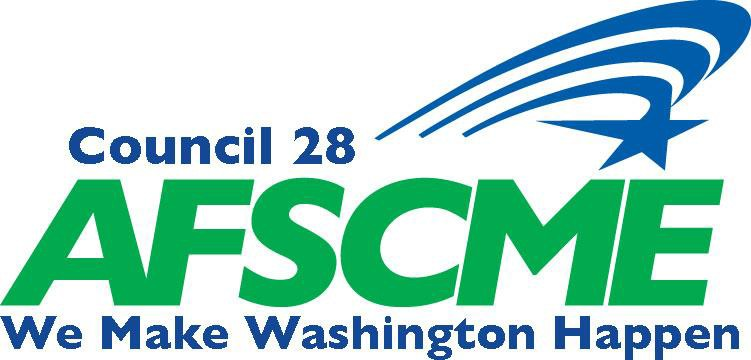 Council 28
AFSCME
We Make Washington Happen